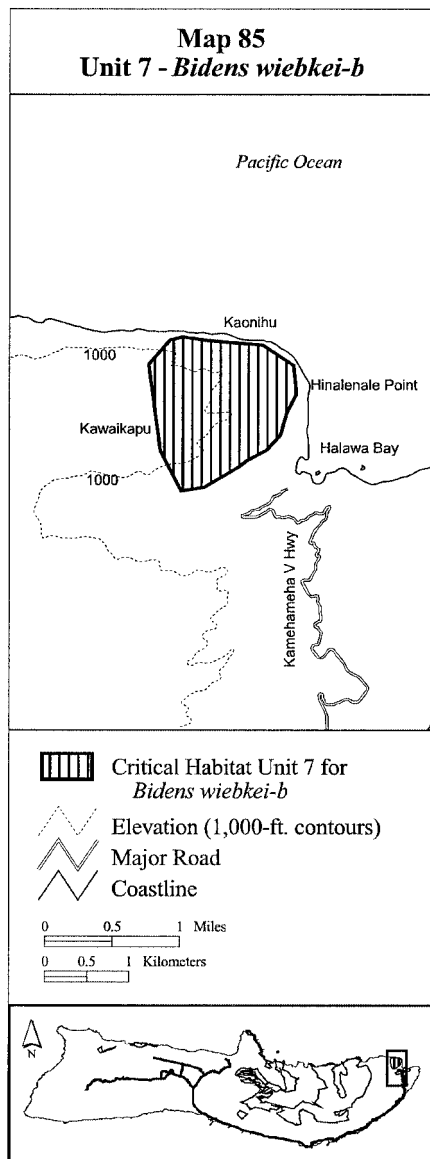 Map 85
Unit 7 - Bidens wiebkei-b
Pacific Ocean
Kaonihu
1000
Hinalenale Point
Kawaikapu
Halawa Bay
1000
Kamehameha V Hwy
Critical Habitat Unit 7 for
Bidens wiebkei-b
Elevation (1,000-ft. contours)
Major Road
Coastline
0 0.5 1 Miles
0 0.5 1 Kilometers
N